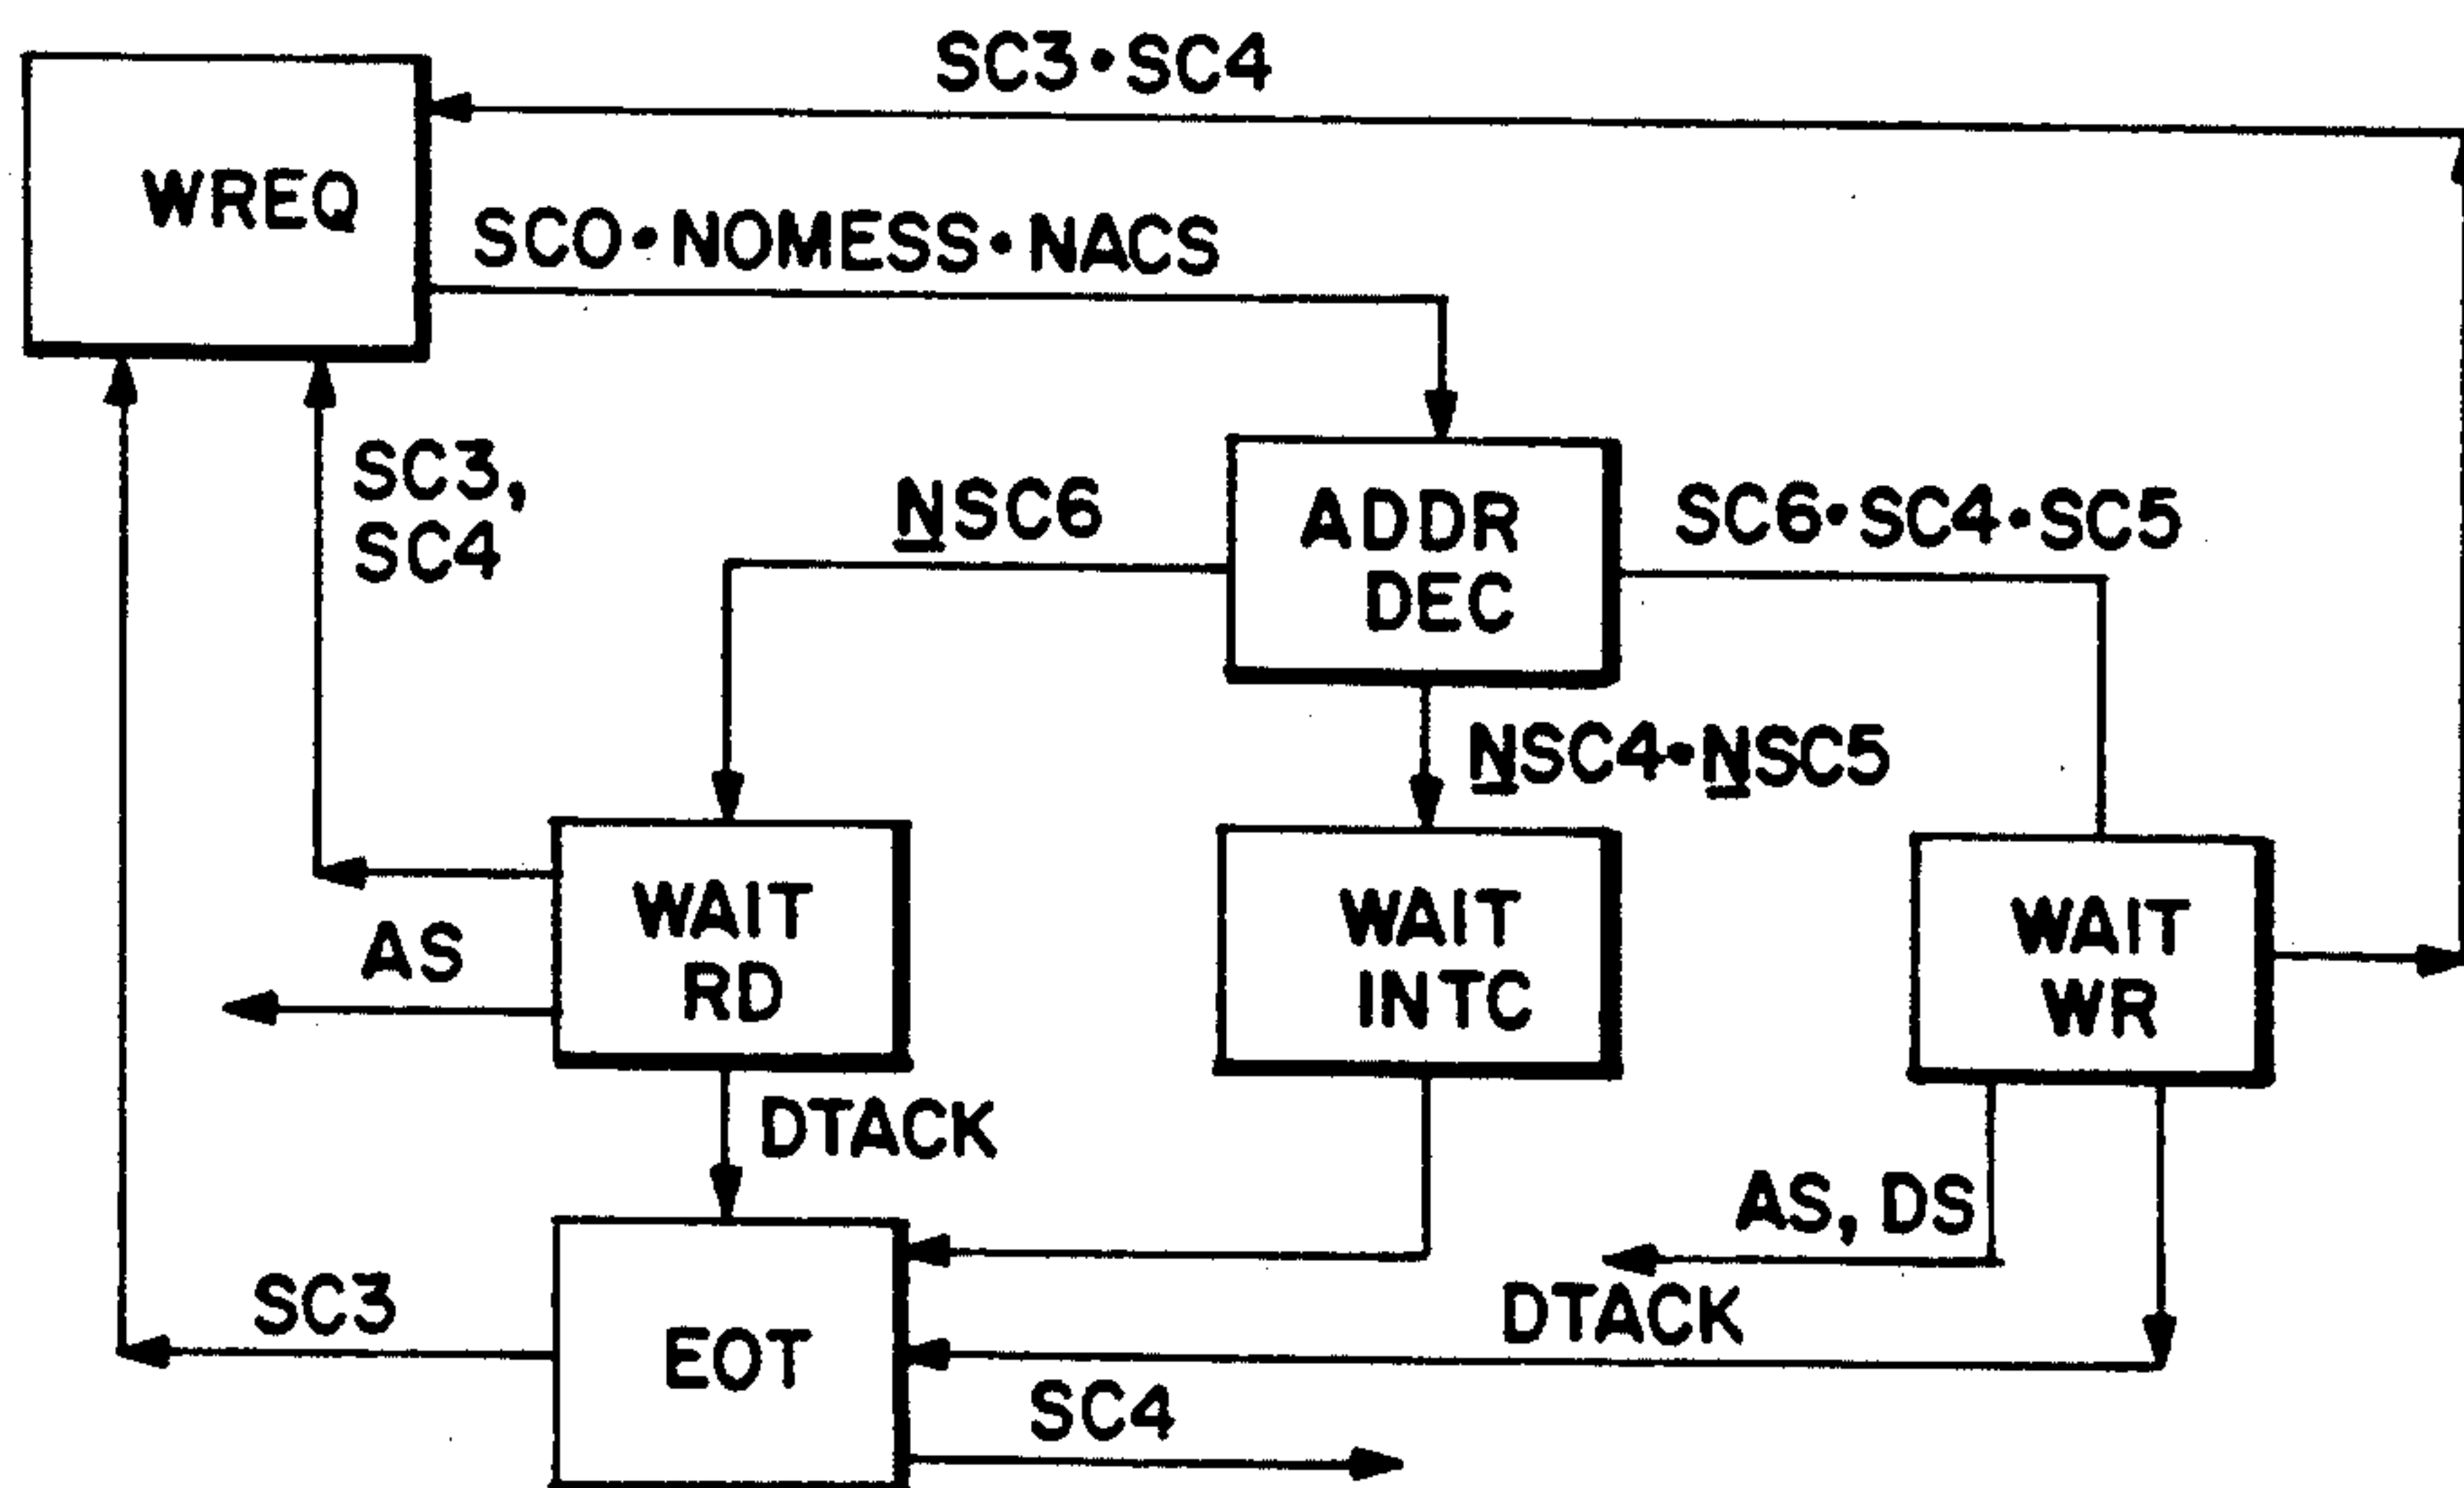 SC3•SC4
WREQ
SCO•NOMESS•NACS
SC3,
SC4
NSC6
ADDR
DEC
SC6•SC4•SC5
NSC4•NSC5
WAIT
RD
WAIT
INTC
WAIT
WR
AS
DTACK
AS, DS
DTACK
SC3
EOT
SC4